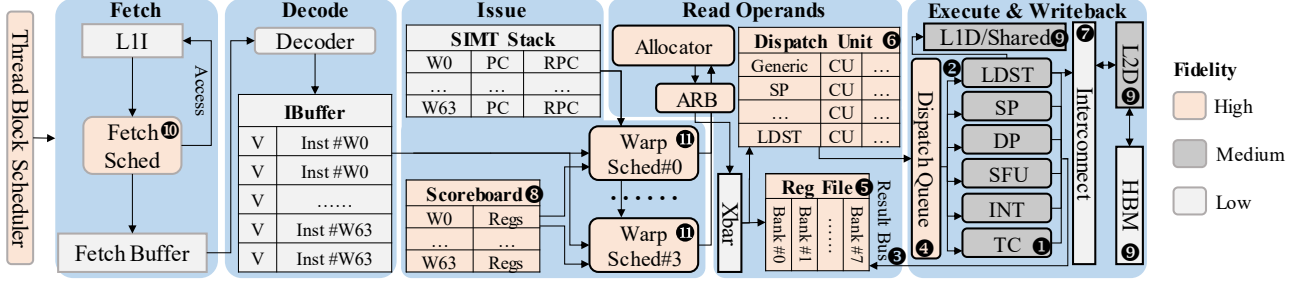 Fetch
Decode
Issue
Read Operands
Execute & Writeback
Thread Block Scheduler
L1I
Access
Fetch ❿
Sched
Fetch Buffer
Decoder
IBuffer
V Inst #W0
V Inst #W0
V ......
V Inst #W63
V Inst #W63
SIMT Stack
W0 PC RPC
... ... ...
W63 PC RPC
Scoreboard ❽
W0 Regs
... ...
W63 Regs
Warp ⓫
Sched#0
......
Warp ⓫
Sched#3
Allocator
ARB
Xbar
Dispatch Unit ❻
Generic CU ...
SP CU ...
... CU ...
LDST CU ...
Reg File ❺
Bank #0
Bank #1
......
Bank #7
Result Bus ❸
Dispatch Queue ❹
L1D/Shared ❾
❷ LDST
SP
DP
SFU
INT
TC ❶
❼
Interconnect
L2D ❾
HBM ❾
Fidelity
High
Medium
Low